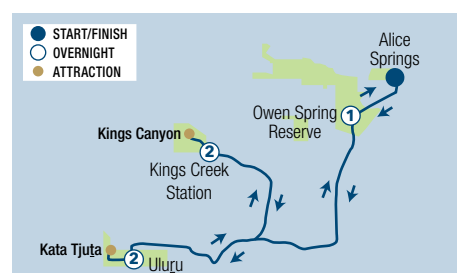 START/FINISH
OVERNIGHT
ATTRACTION
Alice
Springs
Owen Spring
Reserve
1
Kings Canyon
2
Kings Creek
Station
Kata Tjuṯa
2
Uluṟu